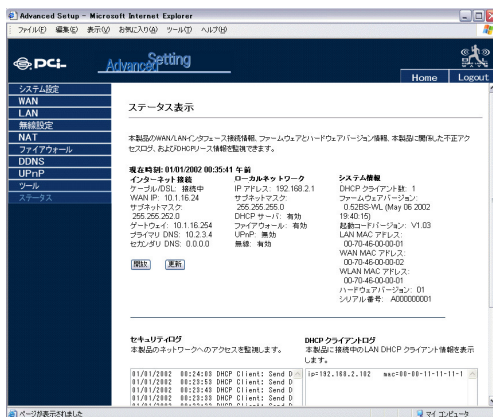 Advanced Setup - Microsoft Internet Explorer
ファイル(F) 編集(E) 表示(V) お気に入り(A) ツール(T) ヘルプ(H)
PCi
Advanced Setting
Home
Logout
システム設定
WAN
LAN
無線設定
NAT
ファイアウォール
DDNS
UPnP
ツール
ステータス
ステータス表示
本製品のWAN/LANインタフェース接続情報、ファームウェアとハードウェアバージョン情報、本製品に関係した不正アク
セスログ、およびDHCPリース情報を監視できます。
現在時刻: 01/01/2002 00:35:41 午前
インターネット接続
ケーブル/DSL: 接続中
WAN IP: 10.1.16.24
サブネットマスク:
255.255.252.0
ゲートウェイ: 10.1.16.254
プライマリ DNS: 10.2.3.4
セカンダリ DNS: 0.0.0.0
開放 更新
ローカルネットワーク
IP アドレス: 192.168.2.1
サブネットマスク:
255.255.255.0
DHCP サーバ: 有効
ファイアウォール: 有効
UPnP: 無効
無線: 有効
システム情報
DHCP クライアント数: 1
ファームウェアバージョン:
0.52BS-WL (May 06 2002
19:40:15)
起動コードバージョン: V1.03
LAN MAC アドレス:
00-70-46-00-00-01
WAN MAC アドレス:
00-70-46-00-00-02
WLAN MAC アドレス:
00-70-46-00-00-01
ハードウェアバージョン: 01
シリアル番号: A000000001
セキュリティログ
本製品のネットワークへのアクセスを監視します。
01/01/2002 00:24:03 DHCP Client: Send D
01/01/2002 00:23:53 DHCP Client: Send D
01/01/2002 00:23:43 DHCP Client: Send D
01/01/2002 00:23:33 DHCP Client: Send D
DHCP クライアントログ
本製品に接続中のLAN DHCP クライアント情報を表示
します。
ip=192.168.2.102 mac=00-00-11-11-11-1
ページが表示されました
マイ コンピュータ